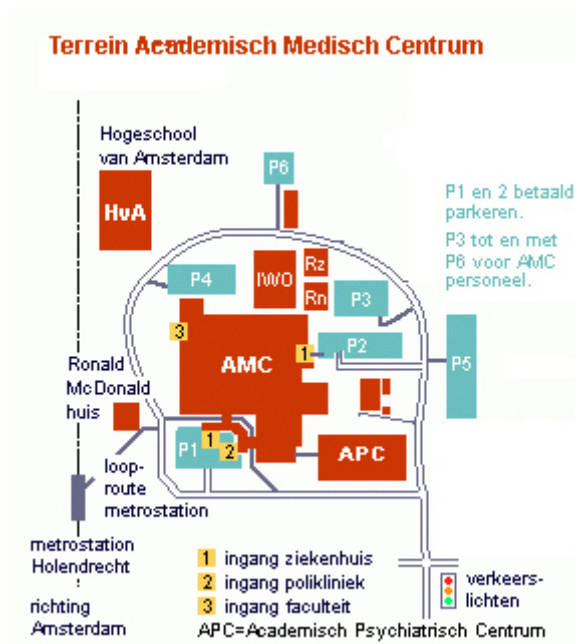 Terrein Academisch Medisch Centrum
Hogeschool
van Amsterdam
P6
HvA
P1 en 2 betaald
parkeren.
P3 tot en met
P6 voor AMC
personeel.
P4
IWO
Rz
Rn
P3
3
AMC
1
P2
P5
Ronald
McDonald
huis
P1
1
2
APC
loop-
route
metrostation
metrostation
Holendrecht
richting
Amsterdam
1 ingang ziekenhuis
2 ingang polikliniek
3 ingang faculteit
verkeers-
lichten
APC=Academisch Psychiatrisch Centrum